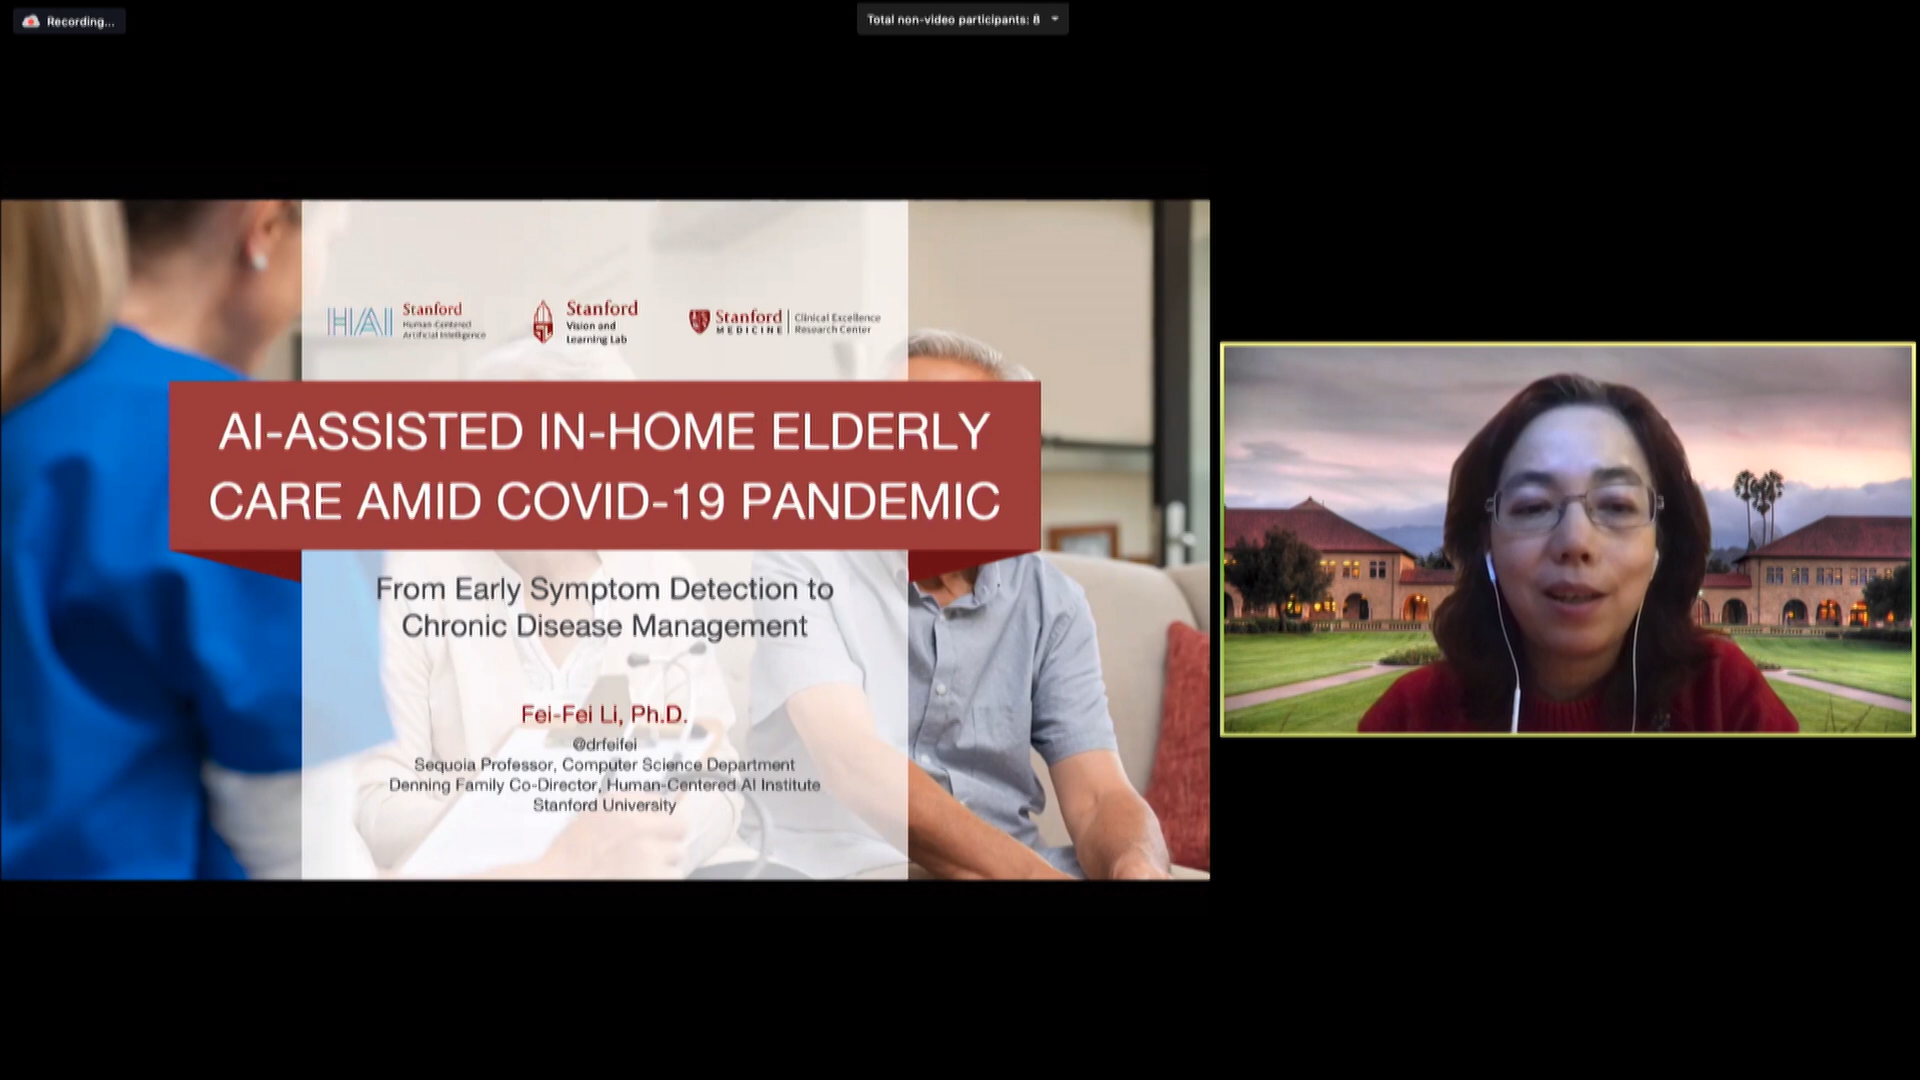 Recording...
Total non-video participants: 8
HAI
Stanford
Human-Centered
Artificial Intelligence
Stanford
Vision and
Learning Lab
Stanford
MEDICINE
Clinical Excellence
Research Center
AI-ASSISTED IN-HOME ELDERLY
CARE AMID COVID-19 PANDEMIC
From Early Symptom Detection to
Chronic Disease Management
Fei-Fei Li, Ph.D.
@drfeifei
Sequoia Professor, Computer Science Department
Denning Family Co-Director, Human-Centered AI Institute
Stanford University